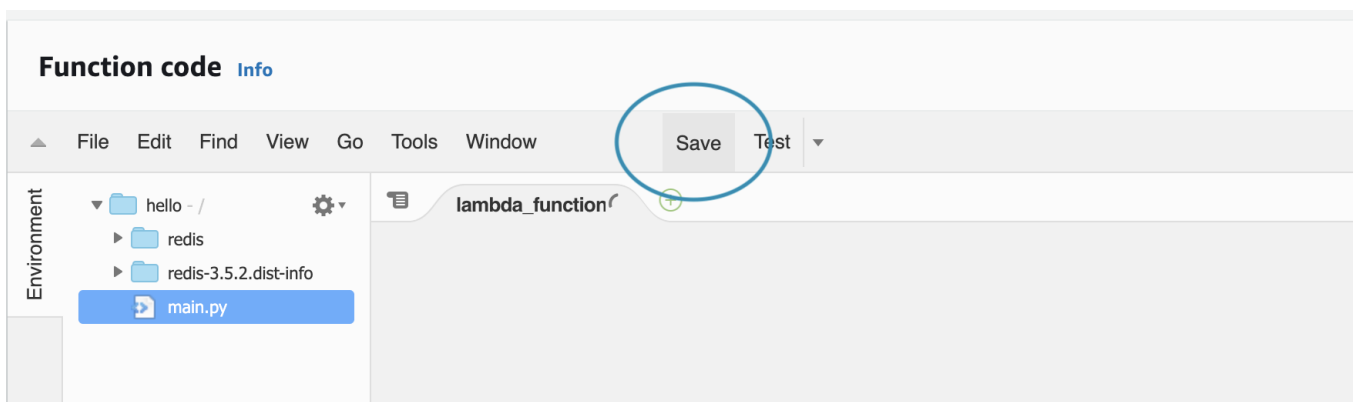 Function code Info
File Edit Find View Go Tools Window Save Test
Environment
hello - /
lambda_function
redis
redis-3.5.2.dist-info
main.py